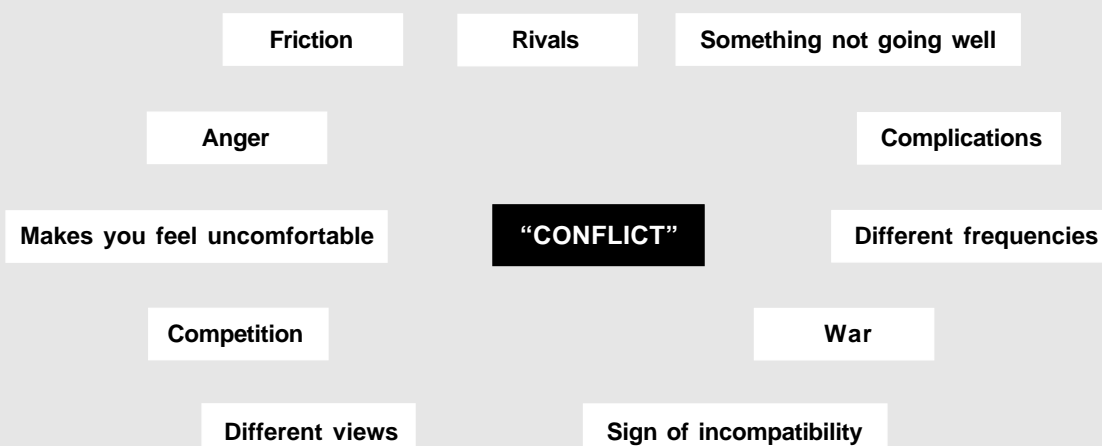 Friction
Rivals
Something not going well
Anger
Complications
Makes you feel uncomfortable
“CONFLICT”
Different frequencies
Competition
War
Different views
Sign of incompatibility